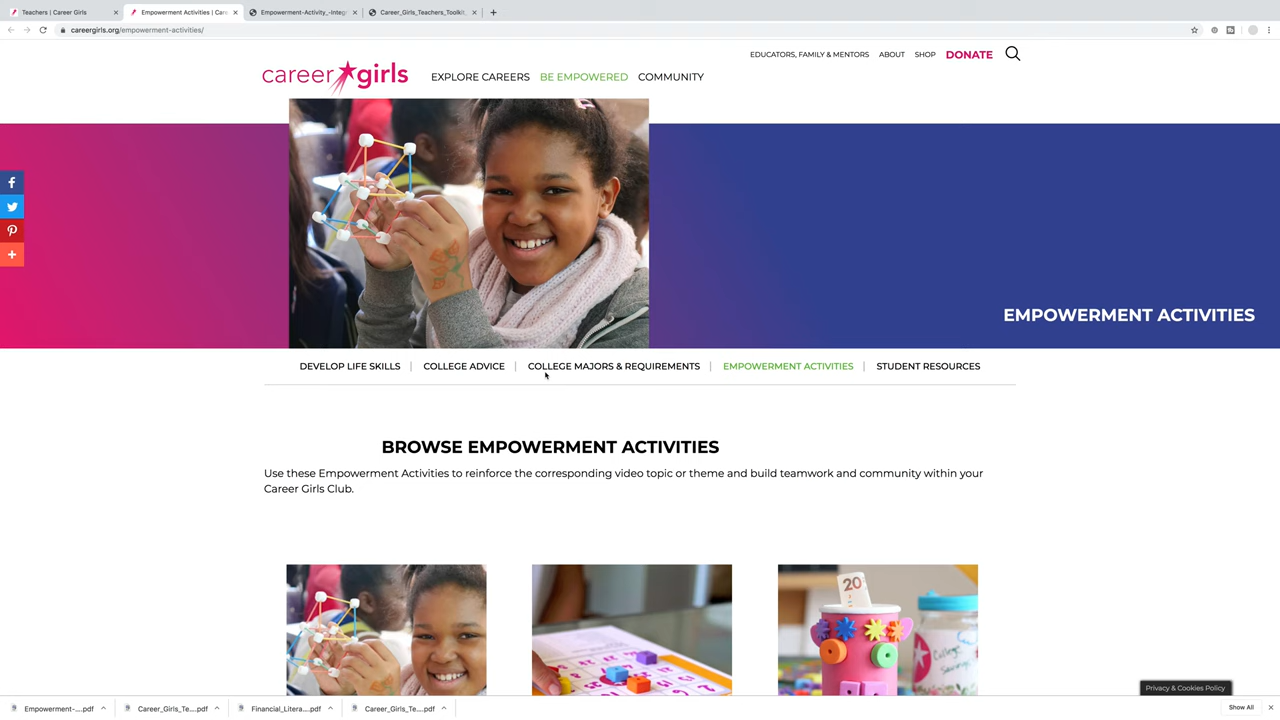 Teachers | Career Girls
Empowerment Activities | Care
Empowerment-Activity_-Integ
Career_Girls_Teachers_Toolkit_
careergirls.org/empowerment-activities/
EDUCATORS, FAMILY & MENTORS ABOUT SHOP DONATE
career girls EXPLORE CAREERS BE EMPOWERED COMMUNITY
EMPOWERMENT ACTIVITIES
DEVELOP LIFE SKILLS | COLLEGE ADVICE | COLLEGE MAJORS & REQUIREMENTS | EMPOWERMENT ACTIVITIES | STUDENT RESOURCES
BROWSE EMPOWERMENT ACTIVITIES
Use these Empowerment Activities to reinforce the corresponding video topic or theme and build teamwork and community within your
Career Girls Club.
20
Privacy & Cookies Policy
Empowerment-....pdf Career_Girls_Te....pdf Financial_Litera....pdf Career_Girls_Te....pdf Show All